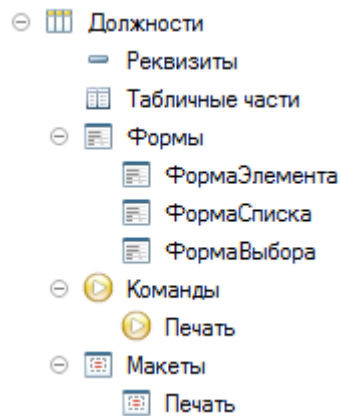 Должности
Реквизиты
Табличные части
Формы
ФормаЭлемента
ФормаСписка
ФормаВыбора
Команды
Печать
Макеты
Печать